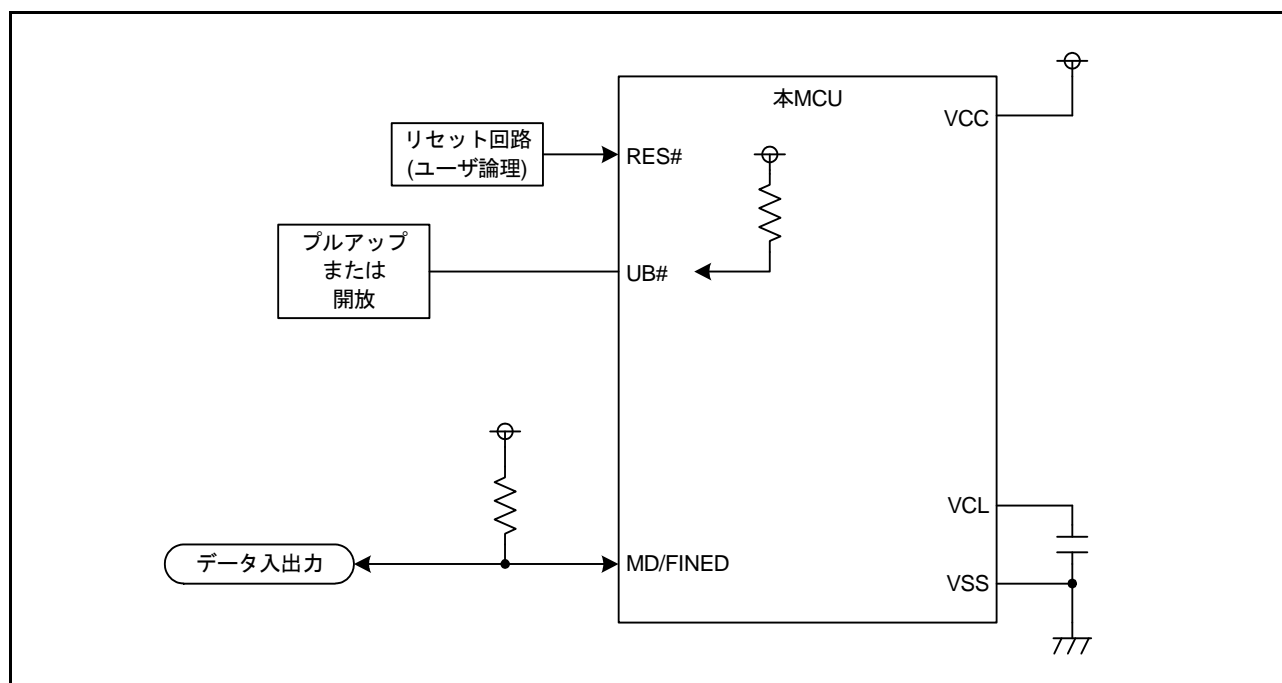 本MCU
VCC
リセット回路
(ユーザ論理)
RES#
プルアップ
または
開放
UB#
VCL
データ入出力
MD/FINED
VSS